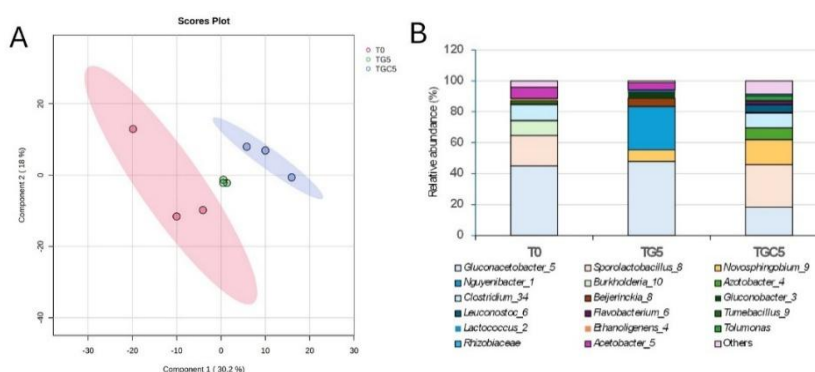 A
Scores Plot
T0
TG5
TGC5
20
0
-20
-40
-30
-20
-10
0
10
20
30
Component 2 ( 18 %)
Component 1 ( 30.2 %)
B
120
100
80
60
40
20
0
Relative abundance (%)
T0 TG5 TGC5
Gluconacetobacter_5 Sporolactobacillus_8 Novosphingobium_9
Nguyenibacter_1 Burkholderia_10 Azotobacter_4
Clostridium_34 Beijerinckia_8 Gluconobacter_3
Leuconostoc_6 Flavobacterium_6 Tumebacillus_9
Lactococcus_2 Ethanoligenens_4 Tolumonas
Rhizobiaceae Acetobacter_5 Others